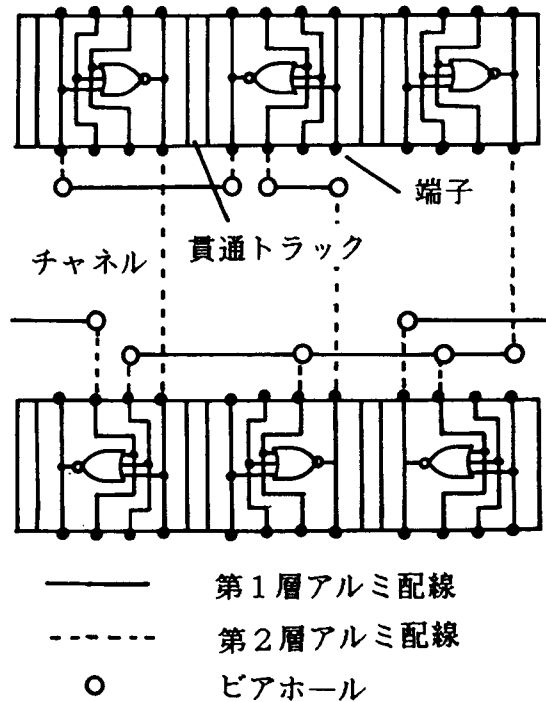 端子
貫通トラック
チャネル
第1層アルミ配線
第2層アルミ配線
ビアホール